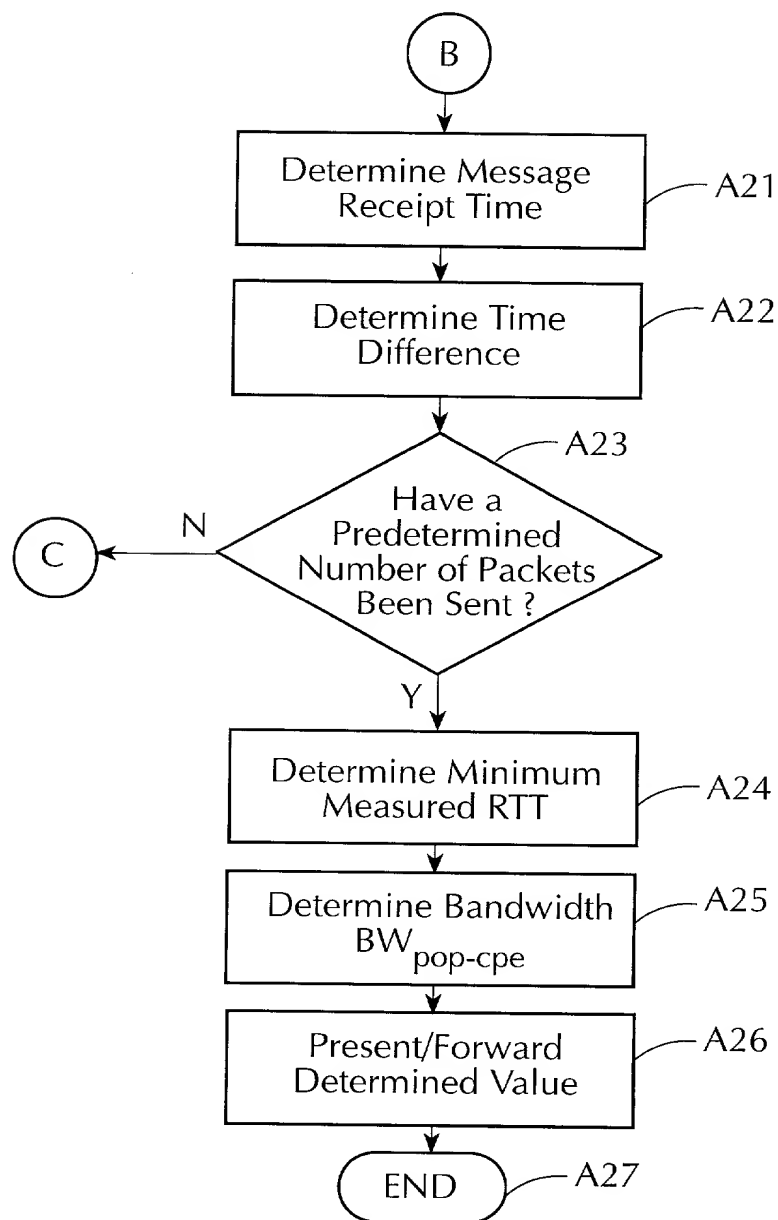 B
Determine Message
Receipt Time
A21
Determine Time
Difference
A22
A23
Have a
Predetermined
Number of Packets
Been Sent ?
N
C
Y
Determine Minimum
Measured RTT
A24
Determine Bandwidth
BWpop-cpe
A25
Present/Forward
Determined Value
A26
END
A27